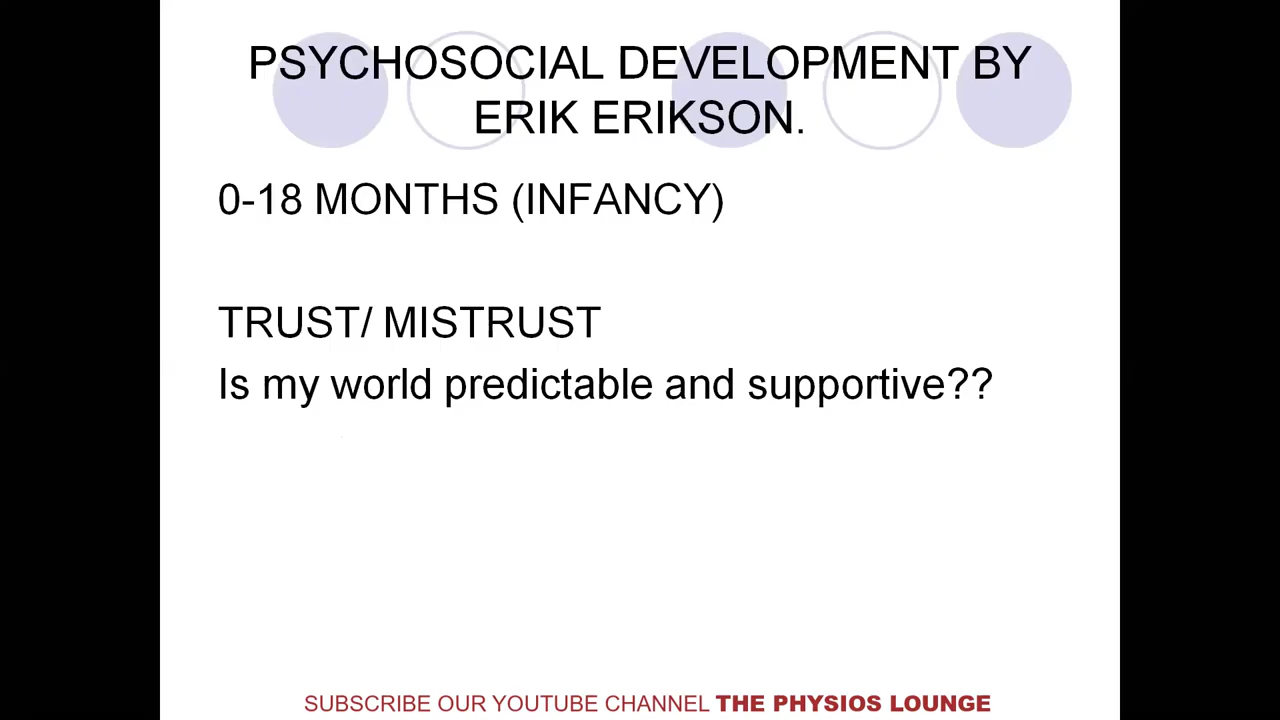 PSYCHOSOCIAL DEVELOPMENT BY
ERIK ERIKSON.
0-18 MONTHS (INFANCY)
TRUST/ MISTRUST
Is my world predictable and supportive??
SUBSCRIBE OUR YOUTUBE CHANNEL THE PHYSIOS LOUNGE